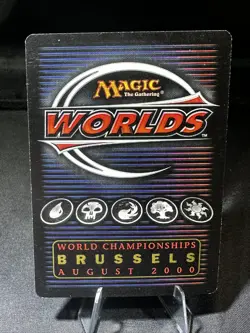 MAGIC
The Gathering
WORLDS
WORLD CHAMPIONSHIPS
BRUSSELS
AUGUST 2000